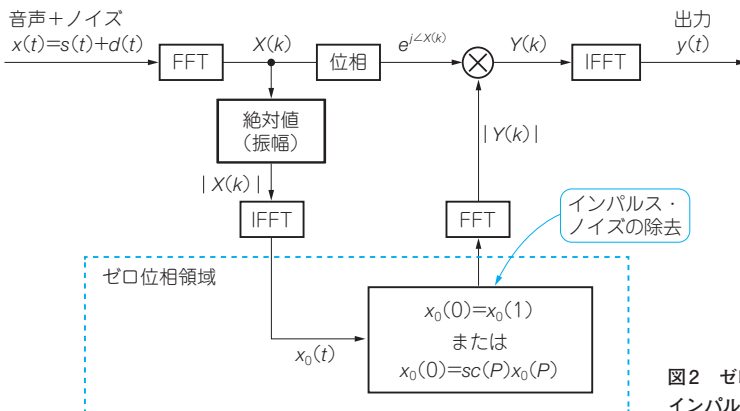 音声＋ノイズ
x(t)=s(t)+d(t)
FFT
X(k)
位相
e^{j∠X(k)}
Y(k)
IFFT
出力
y(t)
絶対値
（振幅）
|X(k)|
IFFT
|Y(k)|
FFT
インパルス・
ノイズの除去
ゼロ位相領域
x₀(t)
x₀(0)=x₀(1)
または
x₀(0)=sc(P)x₀(P)
図2 ゼロ
インパル